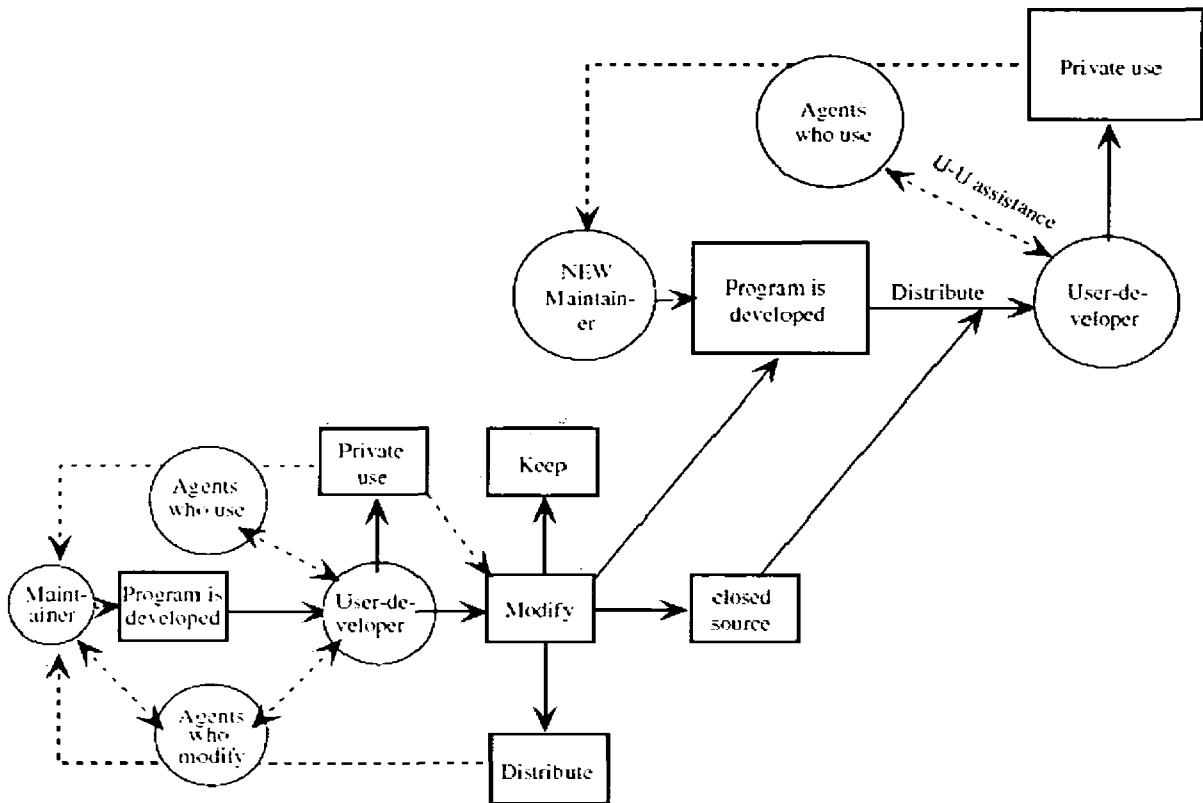 Private use
Agents
who use
U-U assistance
NEW
Maintain-
er
Program is
developed
Distribute
User-de-
veloper
Private
use
Keep
Agents
who use
Maint-
ainer
Program is
developed
User-de-
veloper
Modify
closed
source
Agents
who
modify
Distribute